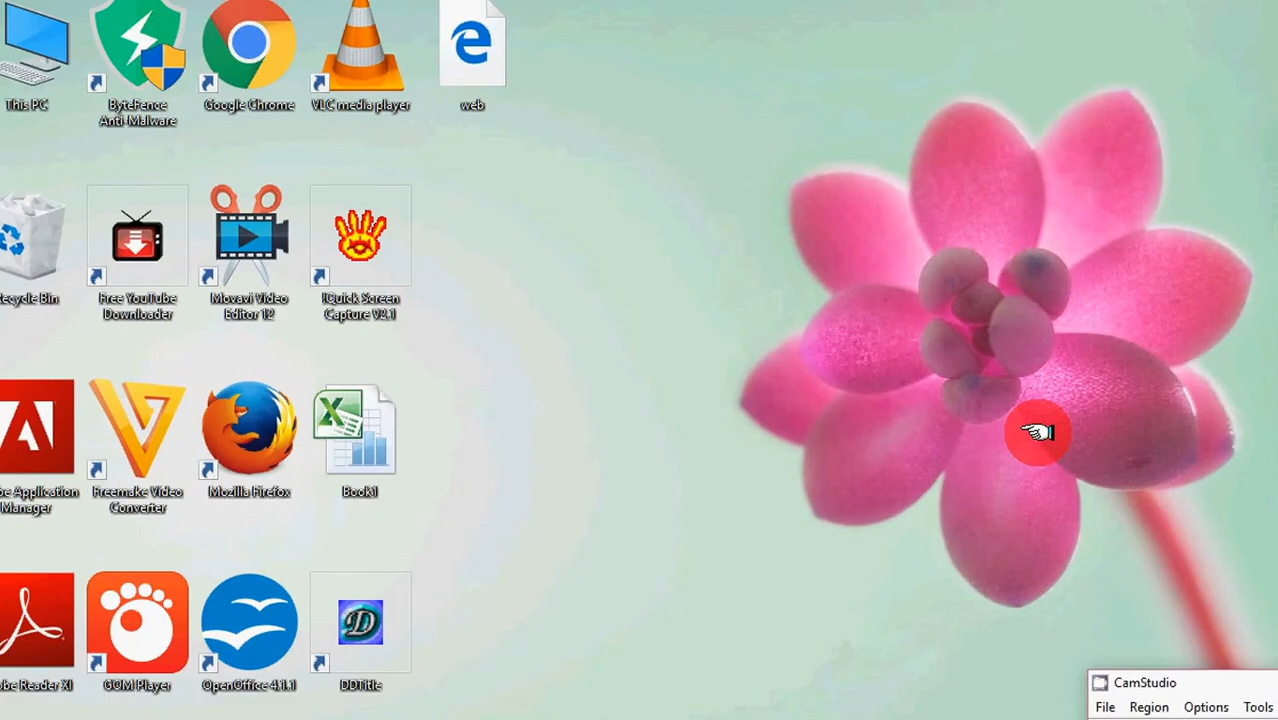 This PC
ByteFence
Anti-Malware
Google Chrome
VLC media player
web
ecycle Bin
Free YouTube
Downloader
Movavi Video
Editor 12
!Quick Screen
Capture V2.1
be Application
Manager
Freemake Video
Converter
Mozilla Firefox
Book1
be Reader XI
GOM Player
OpenOffice 4.1.1
D
DDTitle
CamStudio
File Region Options Tools